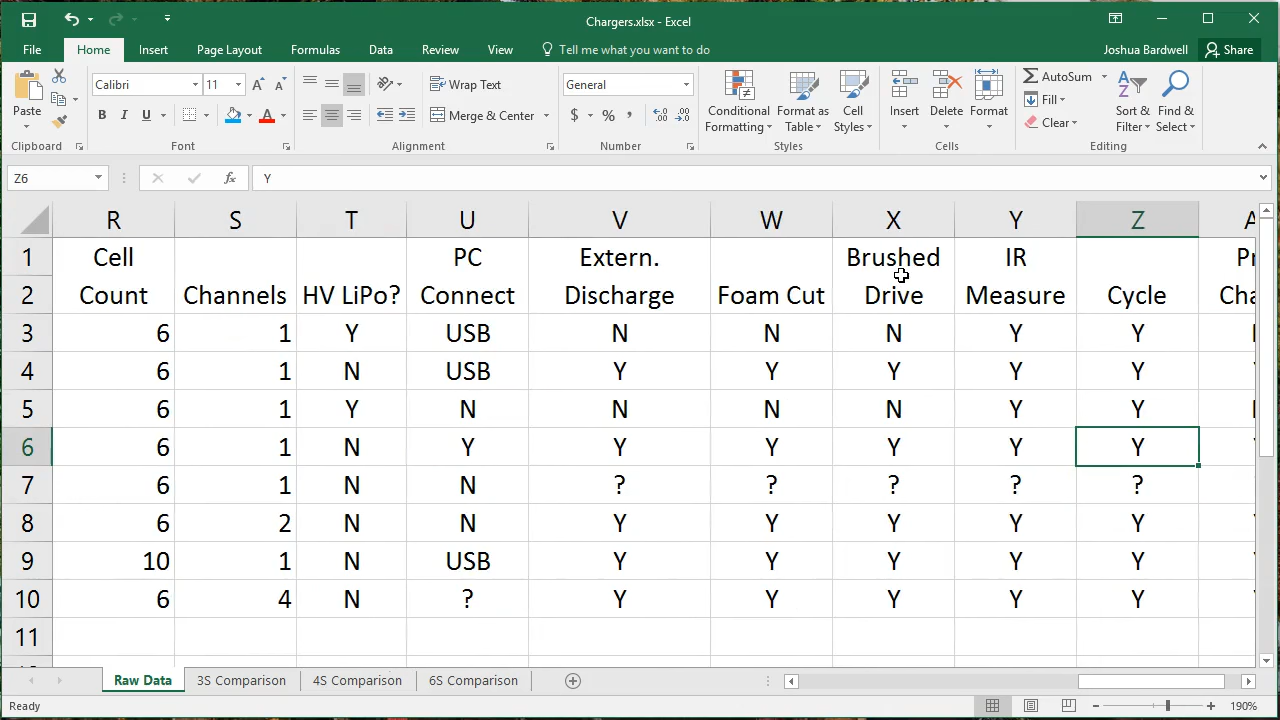 Chargers.xlsx - Excel
File Home Insert Page Layout Formulas Data Review View Tell me what you want to do Joshua Bardwell Share
Paste Calibri 11 Wrap Text General Conditional Formatting Format as Table Cell Styles Insert Delete Format AutoSum Sort & Filter Find & Select
B I U Merge & Center $ % , Fill
Clear
Clipboard Font Alignment Number Styles Cells Editing
Z6 fx Y
R S T U V W X Y Z
1 Cell PC Extern. Brushed IR
2 Count Channels HV LiPo? Connect Discharge Foam Cut Drive Measure Cycle
3 6 1 Y USB N N N Y Y
4 6 1 N USB Y Y Y Y Y
5 6 1 Y N N N N Y Y
6 6 1 N Y Y Y Y Y Y
7 6 1 N N ? ? ? ? ?
8 6 2 N N Y Y Y Y Y
9 10 1 N USB Y Y Y Y Y
10 6 4 N ? Y Y Y Y Y
11
Raw Data 3S Comparison 4S Comparison 6S Comparison
Ready 190%